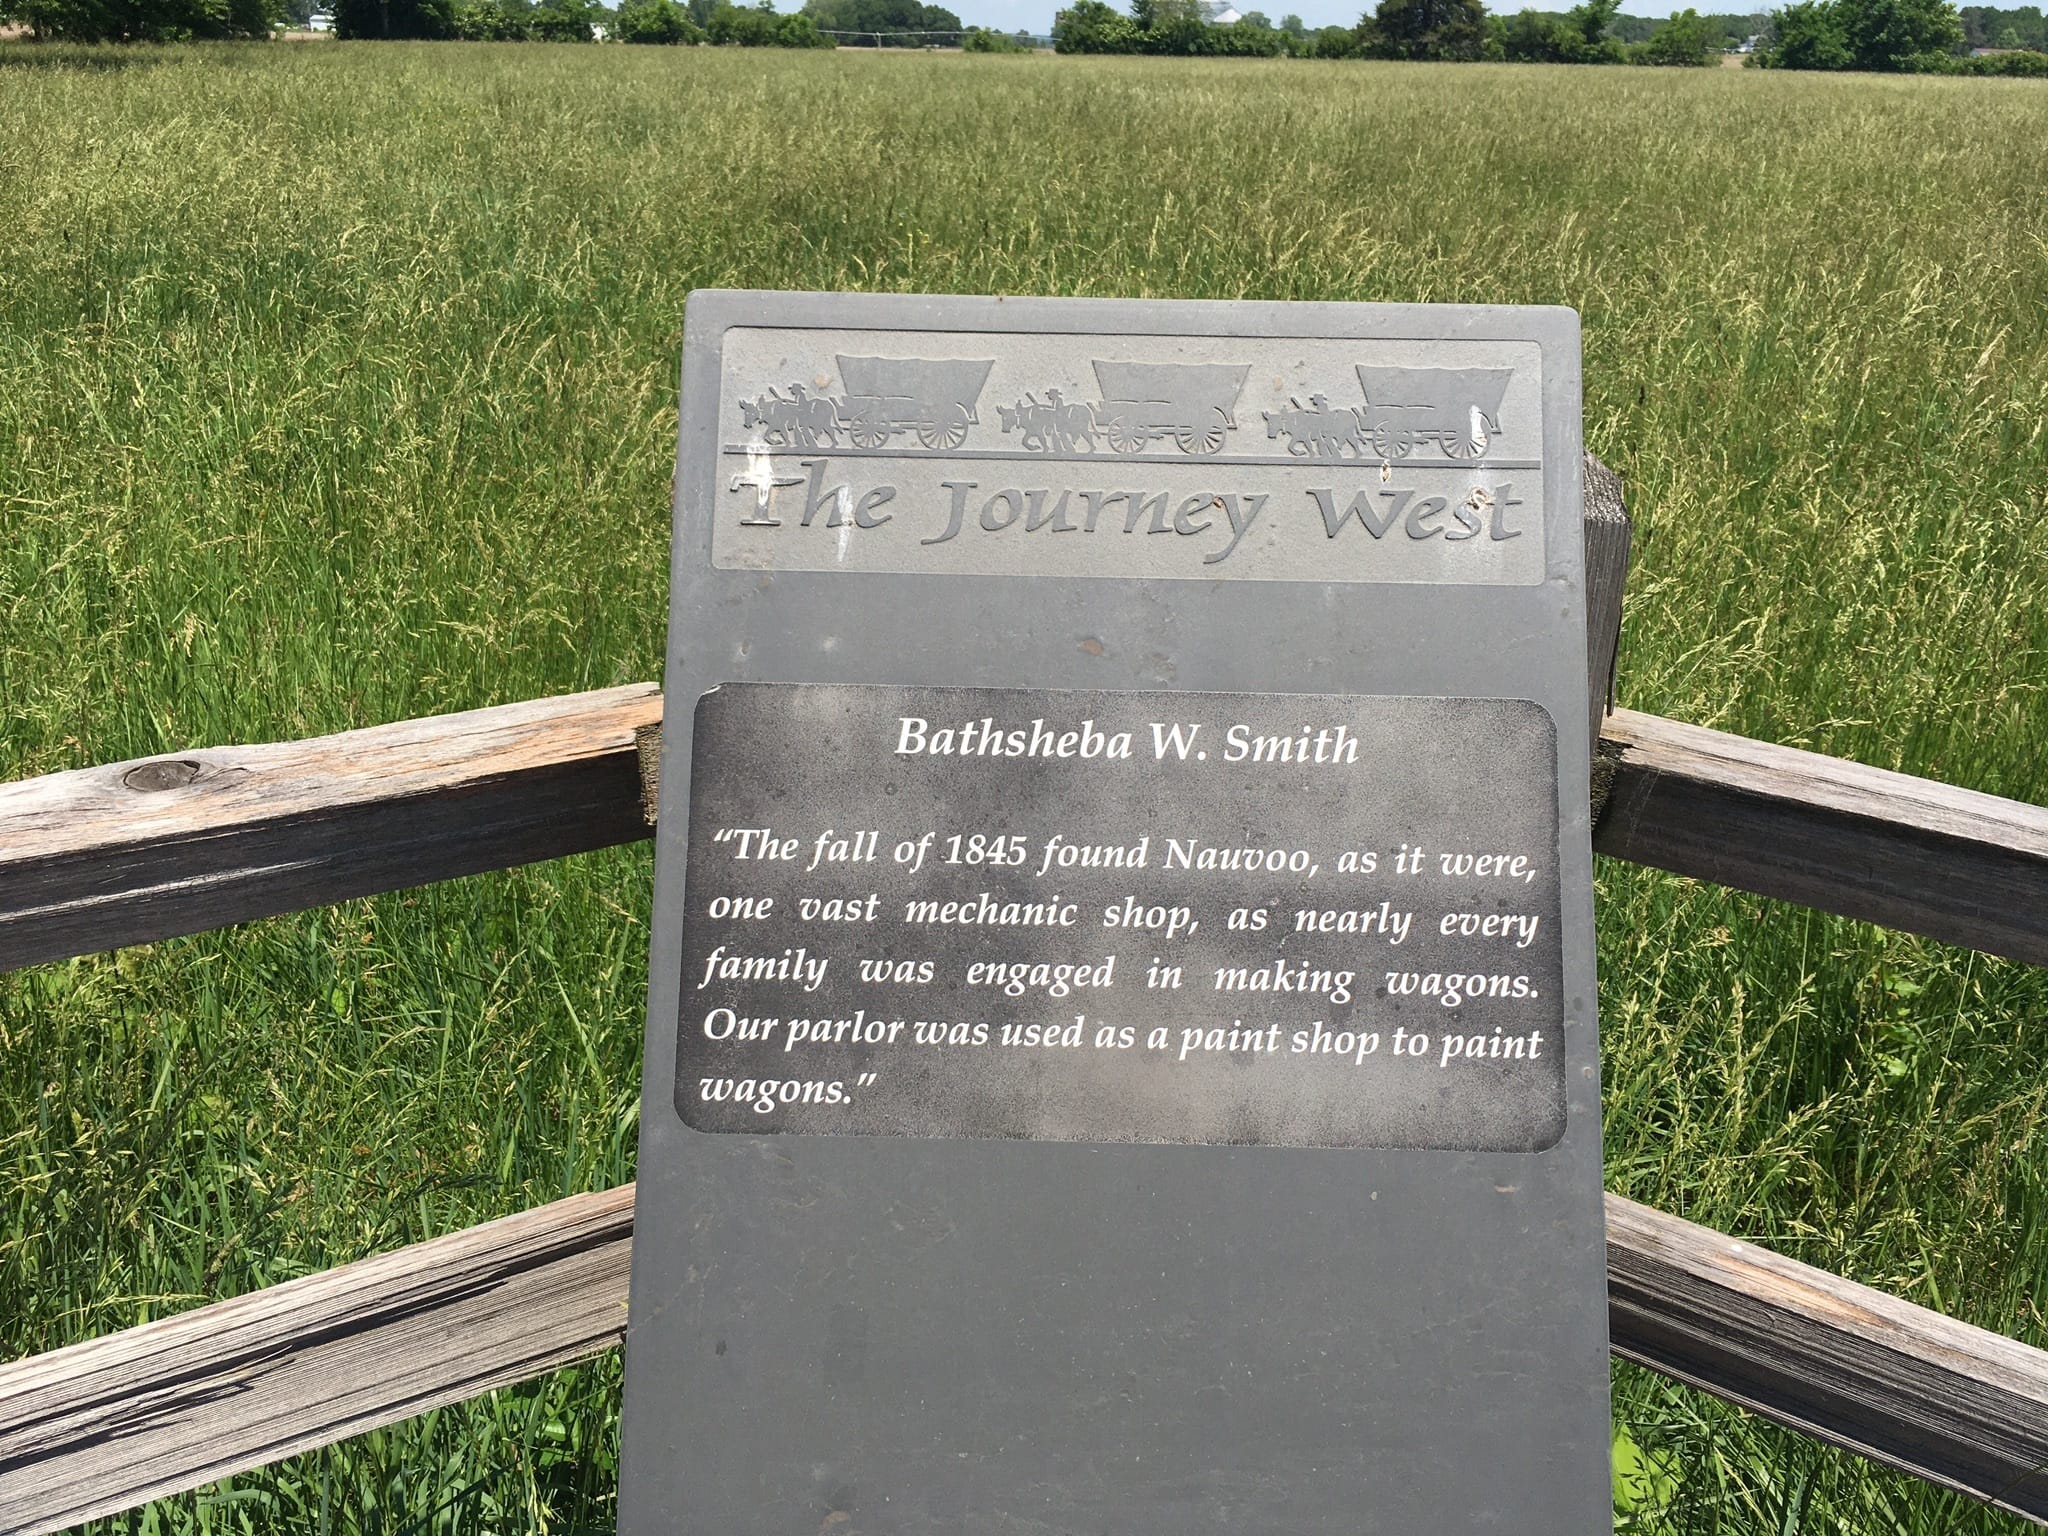 The Journey West
Bathsheba W. Smith
“The fall of 1845 found Nauvoo, as it were,
one vast mechanic shop, as nearly every
family was engaged in making wagons.
Our parlor was used as a paint shop to paint
wagons.”